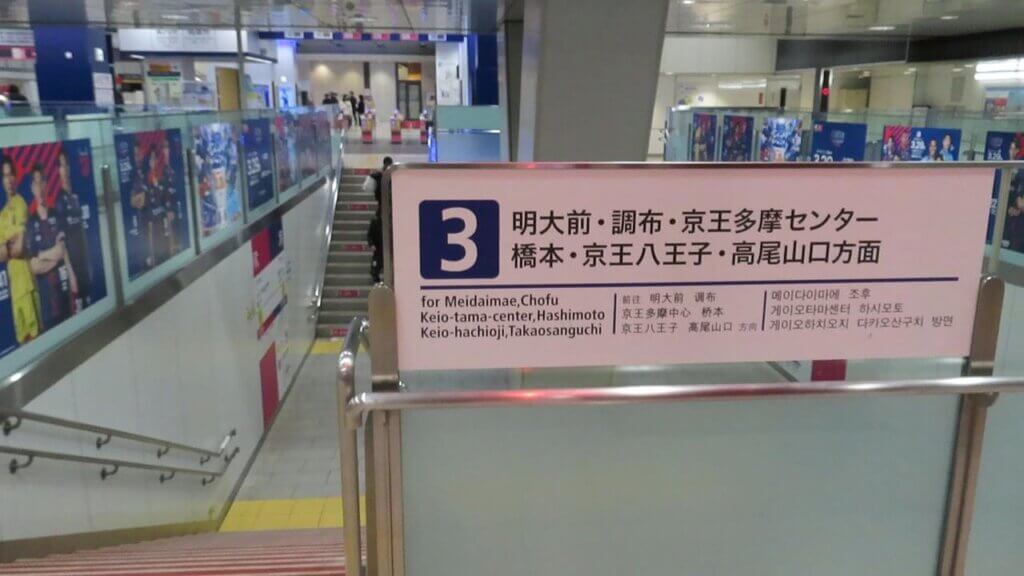 3
明大前・調布・京王多摩センター
橋本・京王八王子・高尾山口方面
for Meidaimae,Chofu
Keio-tama-center,Hashimoto
Keio-hachioji,Takaosanguchi
前往 明大前 调布
京王多摩中心 桥本
京王八王子 高尾山口 方向
메이다이마에 조후
게이오타마센터 하시모토
게이오하치오지 다카오산구치 방면